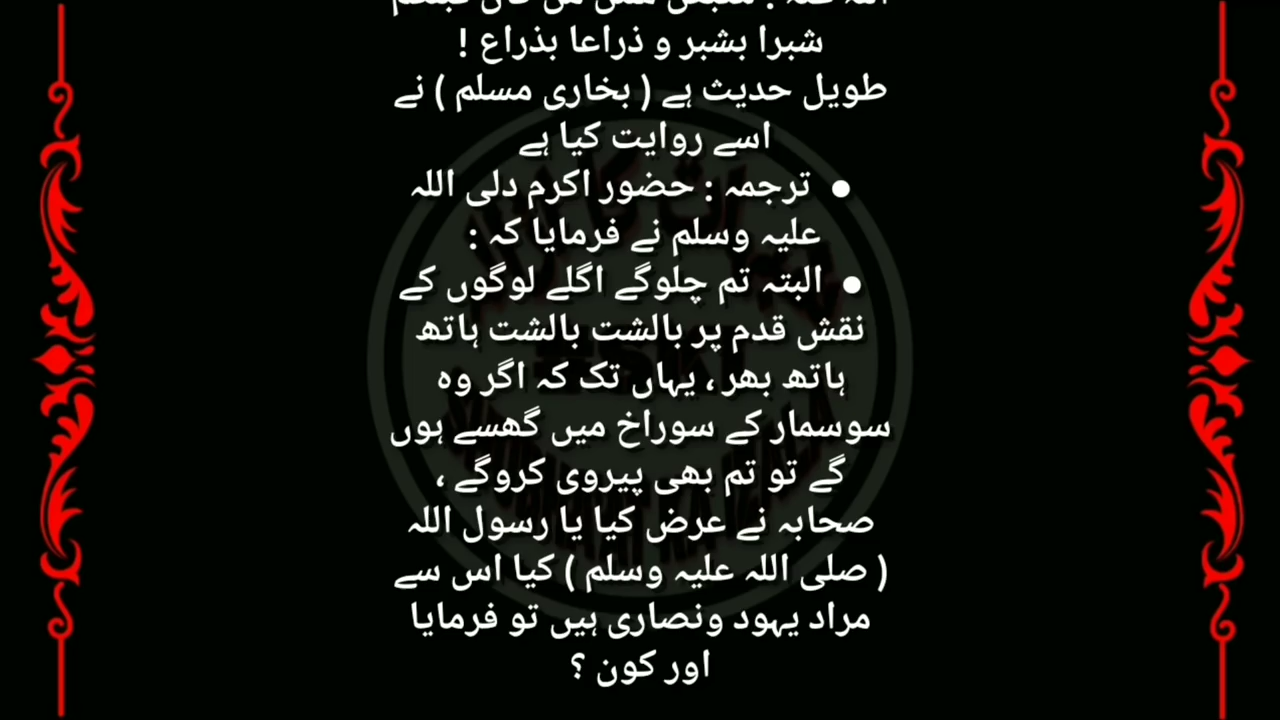 شبرا بشبر و ذراعا بذراع !
طویل حدیث ہے ( بخاری مسلم ) نے
اسے روایت کیا ہے
● ترجمہ : حضور اکرم دلی اللہ
علیہ وسلم نے فرمایا کہ :
● البتہ تم چلوگے اگلے لوگوں کے
نقش قدم پر بالشت بالشت ہاتھ
ہاتھ بھر ، یہاں تک کہ اگر وہ
سوسمار کے سوراخ میں گھسے ہوں
گے تو تم بھی پیروی کروگے ،
صحابہ نے عرض کیا یا رسول اللہ
( صلی اللہ علیہ وسلم ) کیا اس سے
مراد یہود ونصاری ہیں تو فرمایا
اور کون ؟